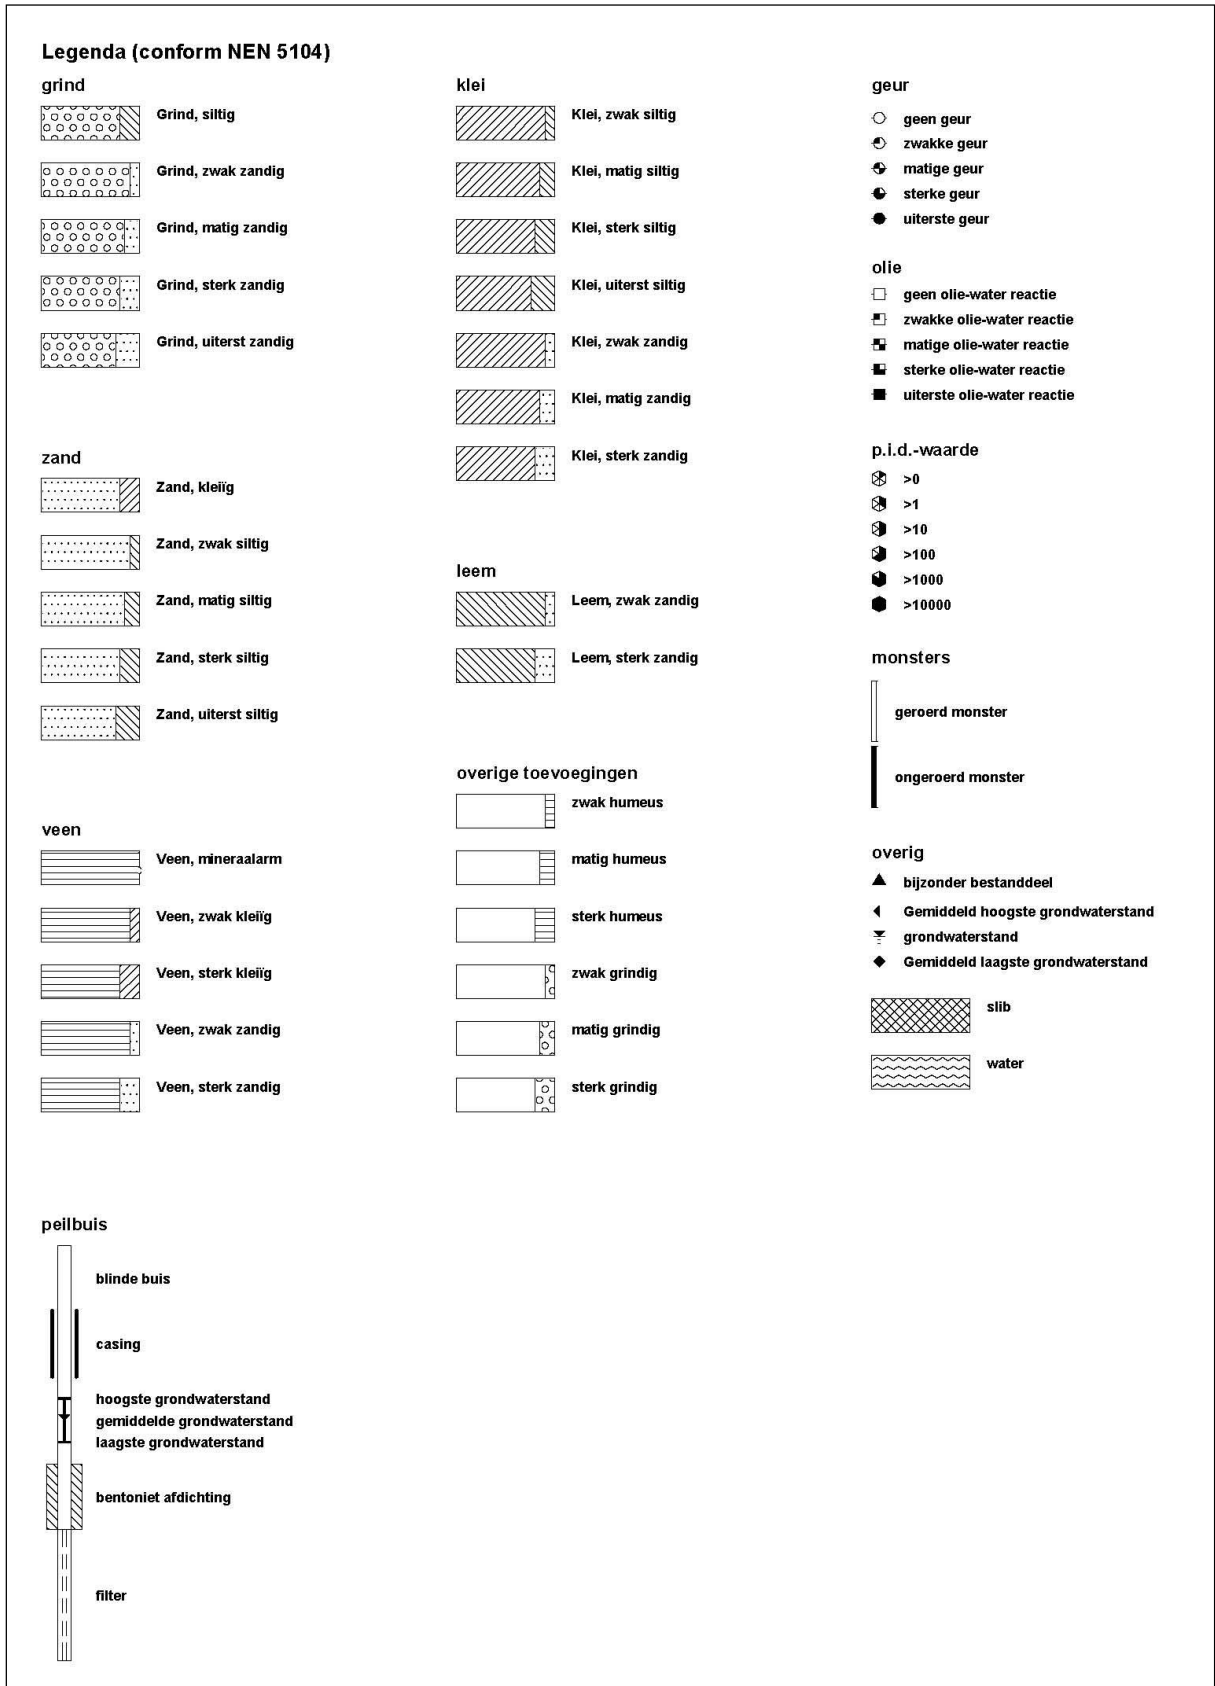 Legenda (conform NEN 5104)
grind
Grind, siltig
Grind, zwak zandig
Grind, matig zandig
Grind, sterk zandig
Grind, uiterst zandig
zand
Zand, kleiïg
Zand, zwak siltig
Zand, matig siltig
Zand, sterk siltig
Zand, uiterst siltig
veen
Veen, mineraalarm
Veen, zwak kleiïg
Veen, sterk kleiïg
Veen, zwak zandig
Veen, sterk zandig
peilbuis
blinde buis
casing
hoogste grondwaterstand
gemiddelde grondwaterstand
laagste grondwaterstand
bentoniet afdichting
filter
klei
Klei, zwak siltig
Klei, matig siltig
Klei, sterk siltig
Klei, uiterst siltig
Klei, zwak zandig
Klei, matig zandig
Klei, sterk zandig
leem
Leem, zwak zandig
Leem, sterk zandig
overige toevoegingen
zwak humeus
matig humeus
sterk humeus
zwak grindig
matig grindig
sterk grindig
geur
geen geur
zwakke geur
matige geur
sterke geur
uiterste geur
olie
geen olie-water reactie
zwakke olie-water reactie
matige olie-water reactie
sterke olie-water reactie
uiterste olie-water reactie
p.i.d.-waarde
>0
>1
>10
>100
>1000
>10000
monsters
geroerd monster
ongeroerd monster
overig
bijzonder bestanddeel
Gemiddeld hoogste grondwaterstand
grondwaterstand
Gemiddeld laagste grondwaterstand
slib
water